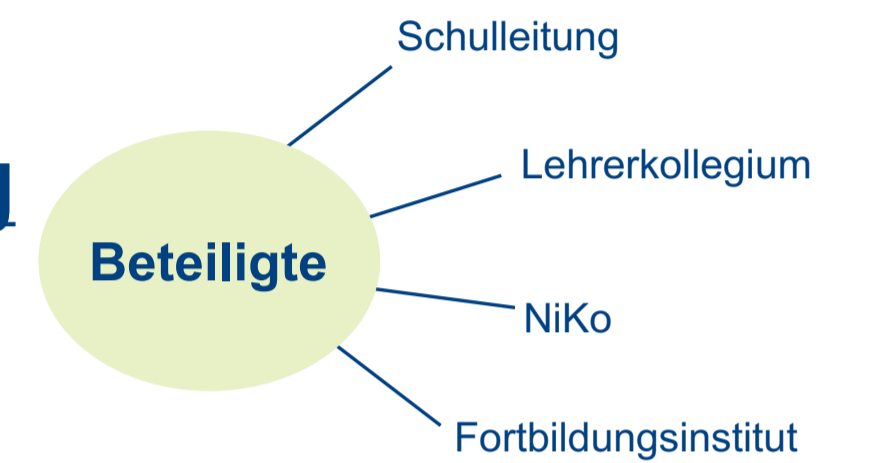 Schulleitung
Lehrerkollegium
Beteiligte
NiKo
Fortbildungsinstitut